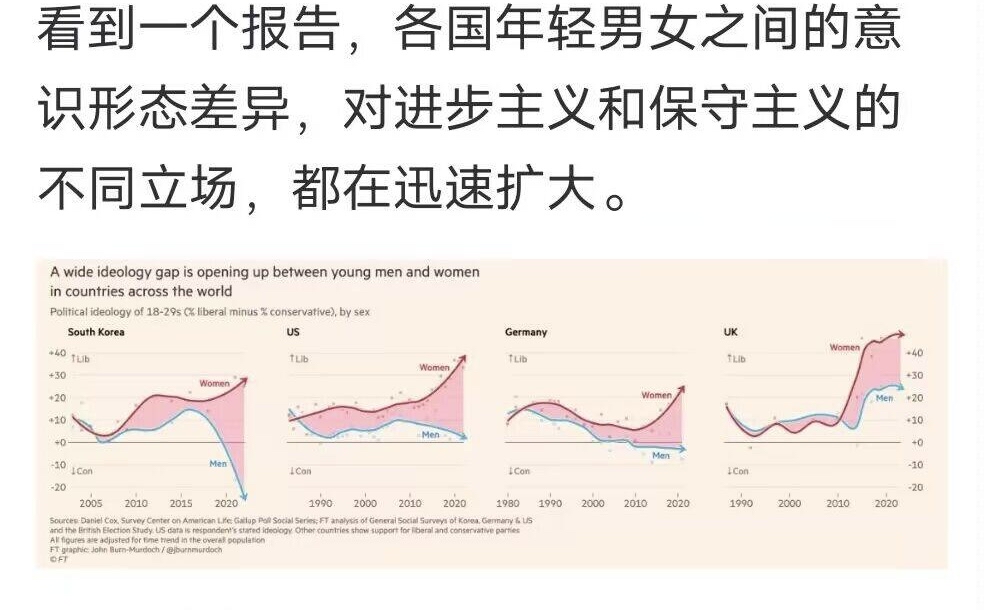 看到一个报告，各国年轻男女之间的意
识形态差异，对进步主义和保守主义的
不同立场，都在迅速扩大。
A wide ideology gap is opening up between young men and women
in countries across the world
Political ideology of 18-29s (% liberal minus % conservative), by sex
South Korea
US
Germany
UK
+40 ↑Lib
+30
+20
+10
+0
-10
-20
↓Con
Women
Men
2005 2010 2015 2020
↑Lib
Women
Men
↓Con
1990 2000 2010 2020
↑Lib
Women
Men
↓Con
1980 1990 2000 2010 2020
↑Lib
Women
Men
↓Con
+40
+30
+20
+10
+0
-10
-20
1990 2000 2010 2020
Sources: Daniel Cox, Survey Center on American Life; Gallup Poll Social Series; FT analysis of General Social Surveys of Korea, Germany & US
and the British Election Study. US data is respondent's stated ideology. Other countries show support for liberal and conservative parties
All figures are adjusted for time trend in the overall population
FT graphic: John Burn-Murdoch / @jburnmurdoch
© FT